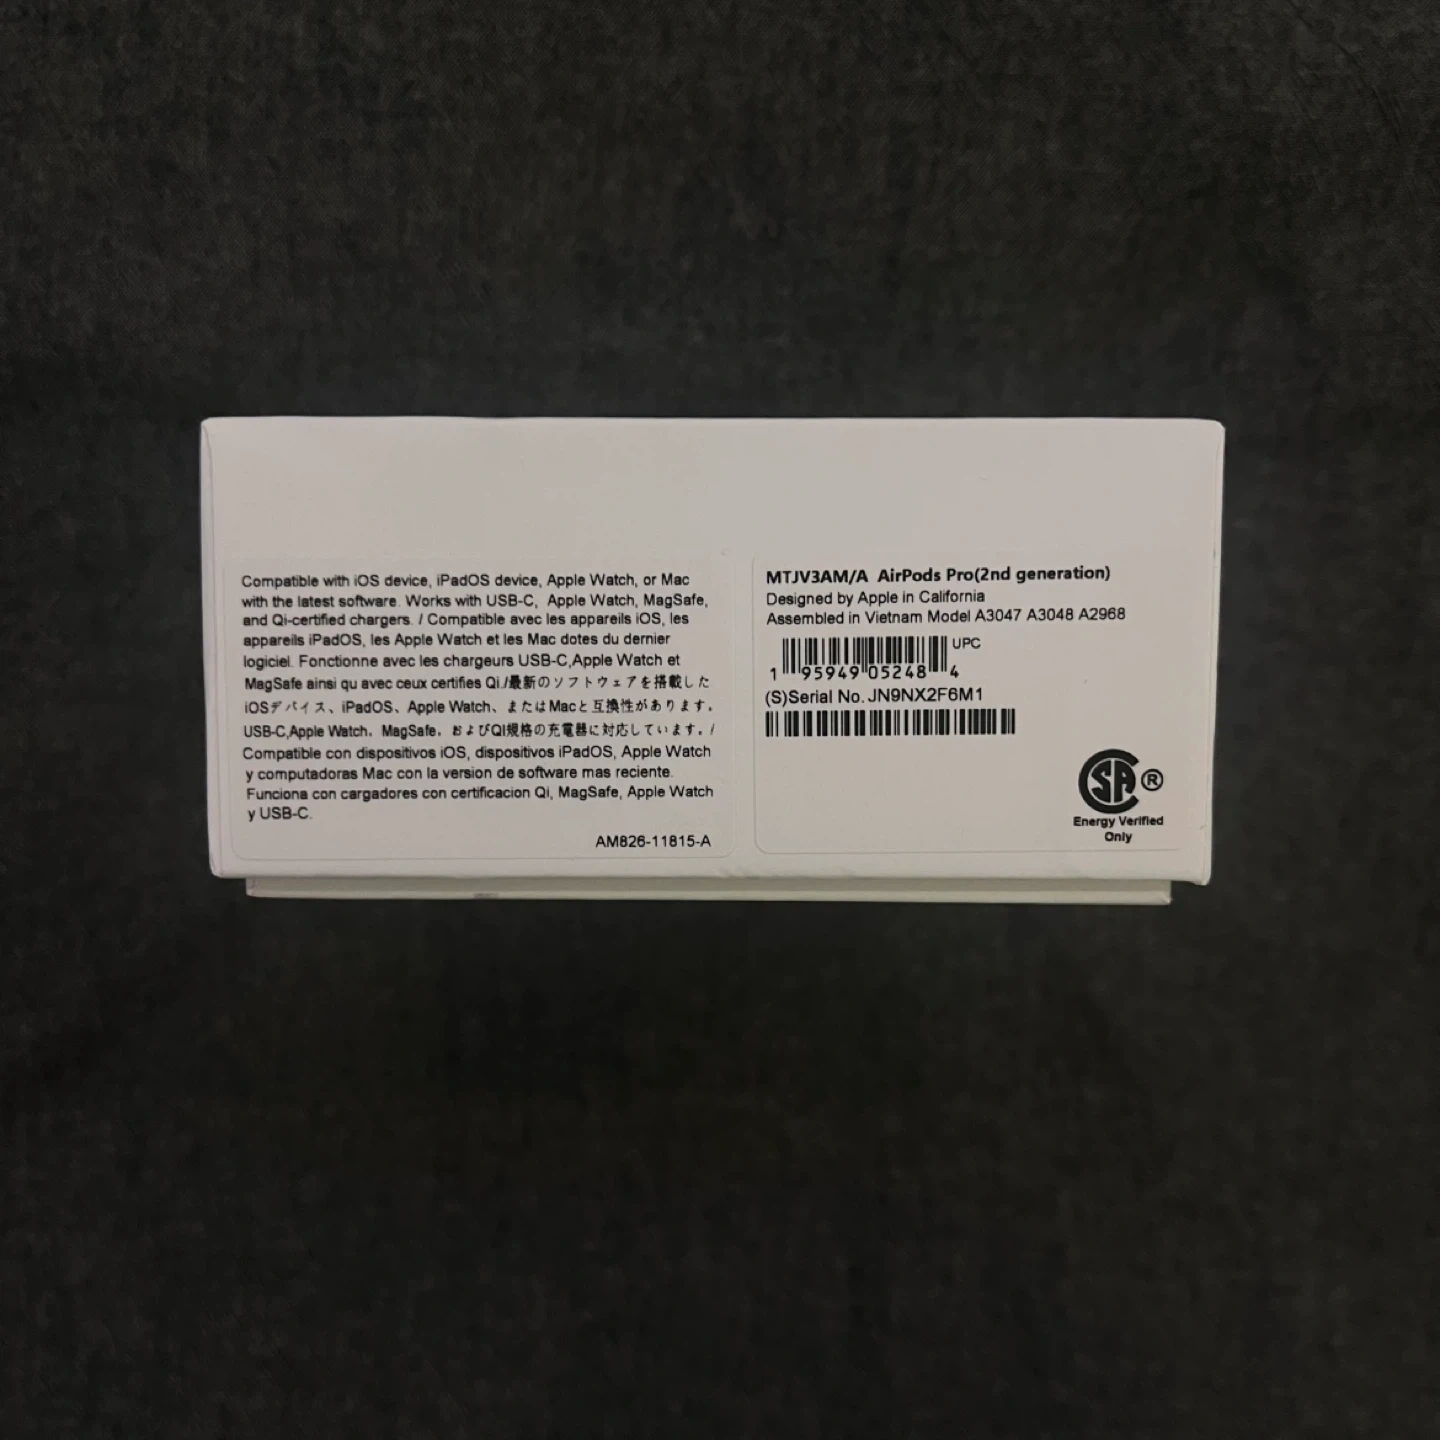 Compatible with iOS device, iPadOS device, Apple Watch, or Mac
with the latest software. Works with USB-C, Apple Watch, MagSafe,
and Qi-certified chargers. / Compatible avec les appareils iOS, les
appareils iPadOS, les Apple Watch et les Mac dotes du dernier
logiciel. Fonctionne avec les chargeurs USB-C,Apple Watch et
MagSafe ainsi qu avec ceux certifies Qi./最新のソフトウェアを搭載した
iOSデバイス、iPadOS、Apple Watch、またはMacと互換性があります。
USB-C,Apple Watch、MagSafe、およびQI規格の充電器に対応しています。/
Compatible con dispositivos iOS, dispositivos iPadOS, Apple Watch
y computadoras Mac con la version de software mas reciente.
Funciona con cargadores con certificacion Qi, MagSafe, Apple Watch
y USB-C.
AM826-11815-A
MTJV3AM/A AirPods Pro(2nd generation)
Designed by Apple in California
Assembled in Vietnam Model A3047 A3048 A2968
UPC
1 95949 05248 4
(S)Serial No. JN9NX2F6M1
SA ®
Energy Verified
Only